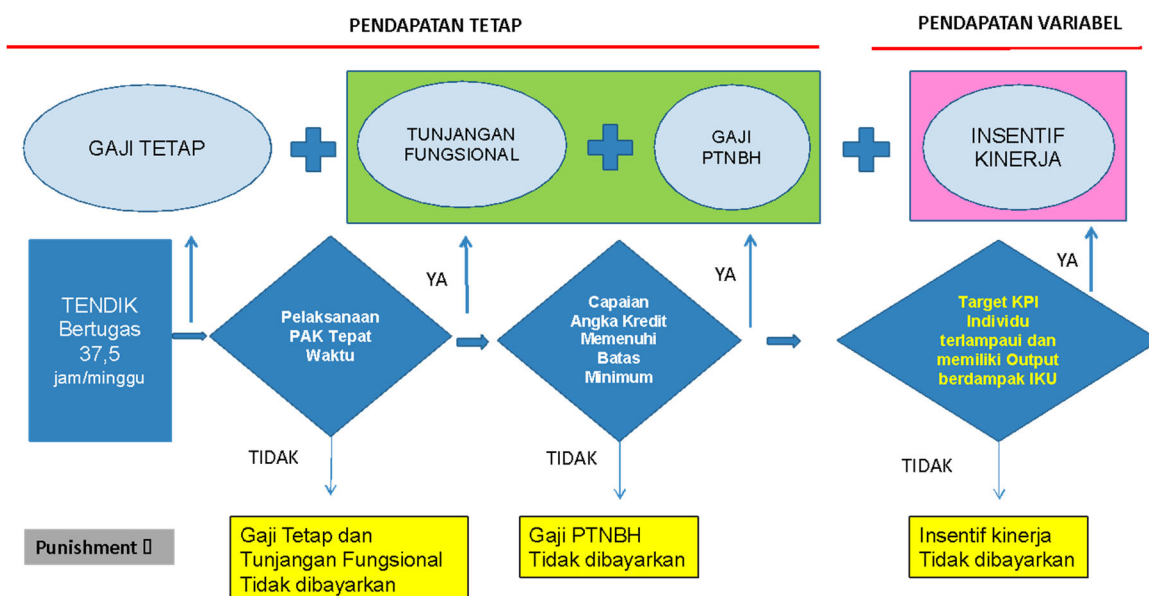 PENDAPATAN TETAP
PENDAPATAN VARIABEL
GAJI TETAP
TUNJANGAN
FUNGSIONAL
GAJI
PTNBH
INSENTIF
KINERJA
TENDIK
Bertugas
37,5
jam/minggu
Pelaksanaan
PAK Tepat
Waktu
YA
Capaian
Angka Kredit
Memenuhi
Batas
Minimum
YA
Target KPI
Individu
terlampaui dan
memiliki Output
berdampak IKU
YA
TIDAK
TIDAK
TIDAK
Punishment
Gaji Tetap dan
Tunjangan Fungsional
Tidak dibayarkan
Gaji PTNBH
Tidak dibayarkan
Insentif kinerja
Tidak dibayarkan